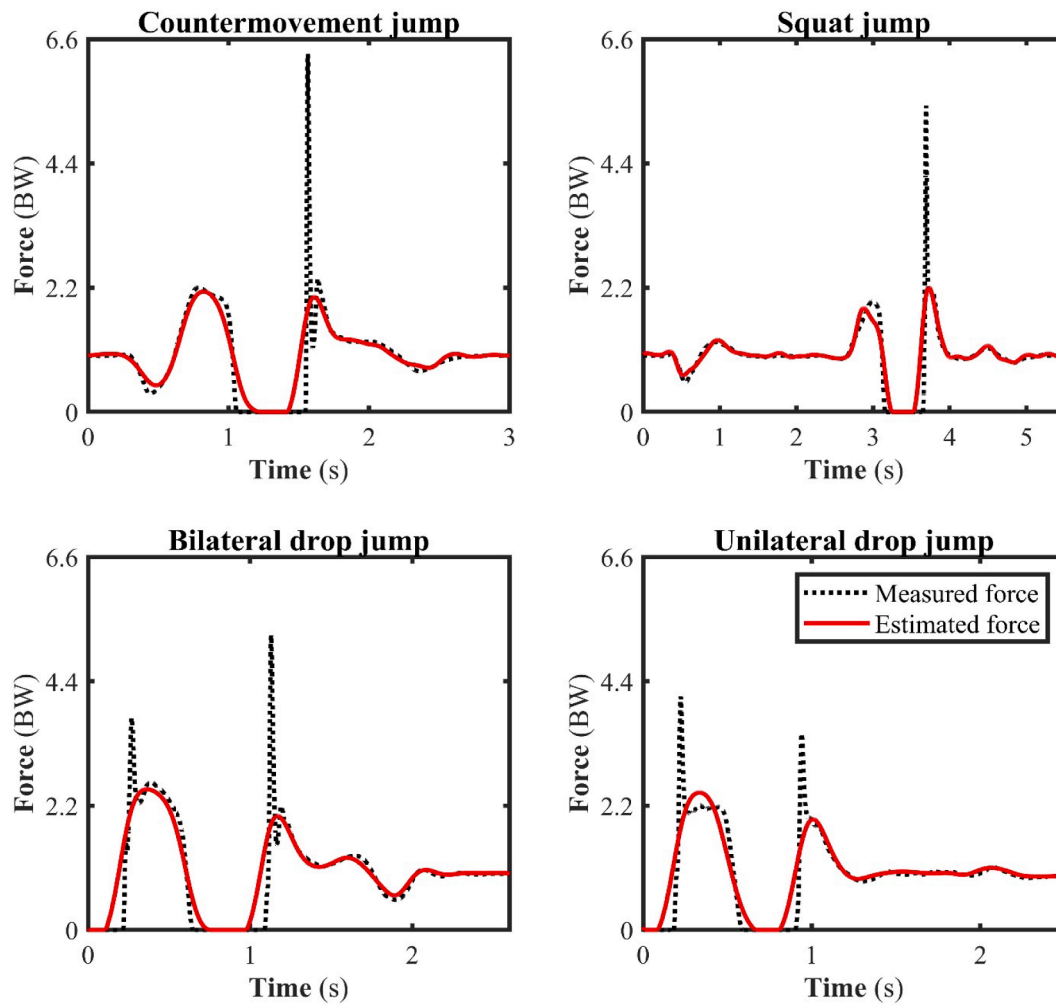 Countermovement jump
6.6
4.4
2.2
0
Force (BW)
0 1 2 3
Time (s)
Squat jump
6.6
4.4
2.2
0
Force (BW)
0 1 2 3 4 5
Time (s)
Bilateral drop jump
6.6
4.4
2.2
0
Force (BW)
0 1 2
Time (s)
Unilateral drop jump
Measured force
Estimated force
6.6
4.4
2.2
0
Force (BW)
0 1 2
Time (s)